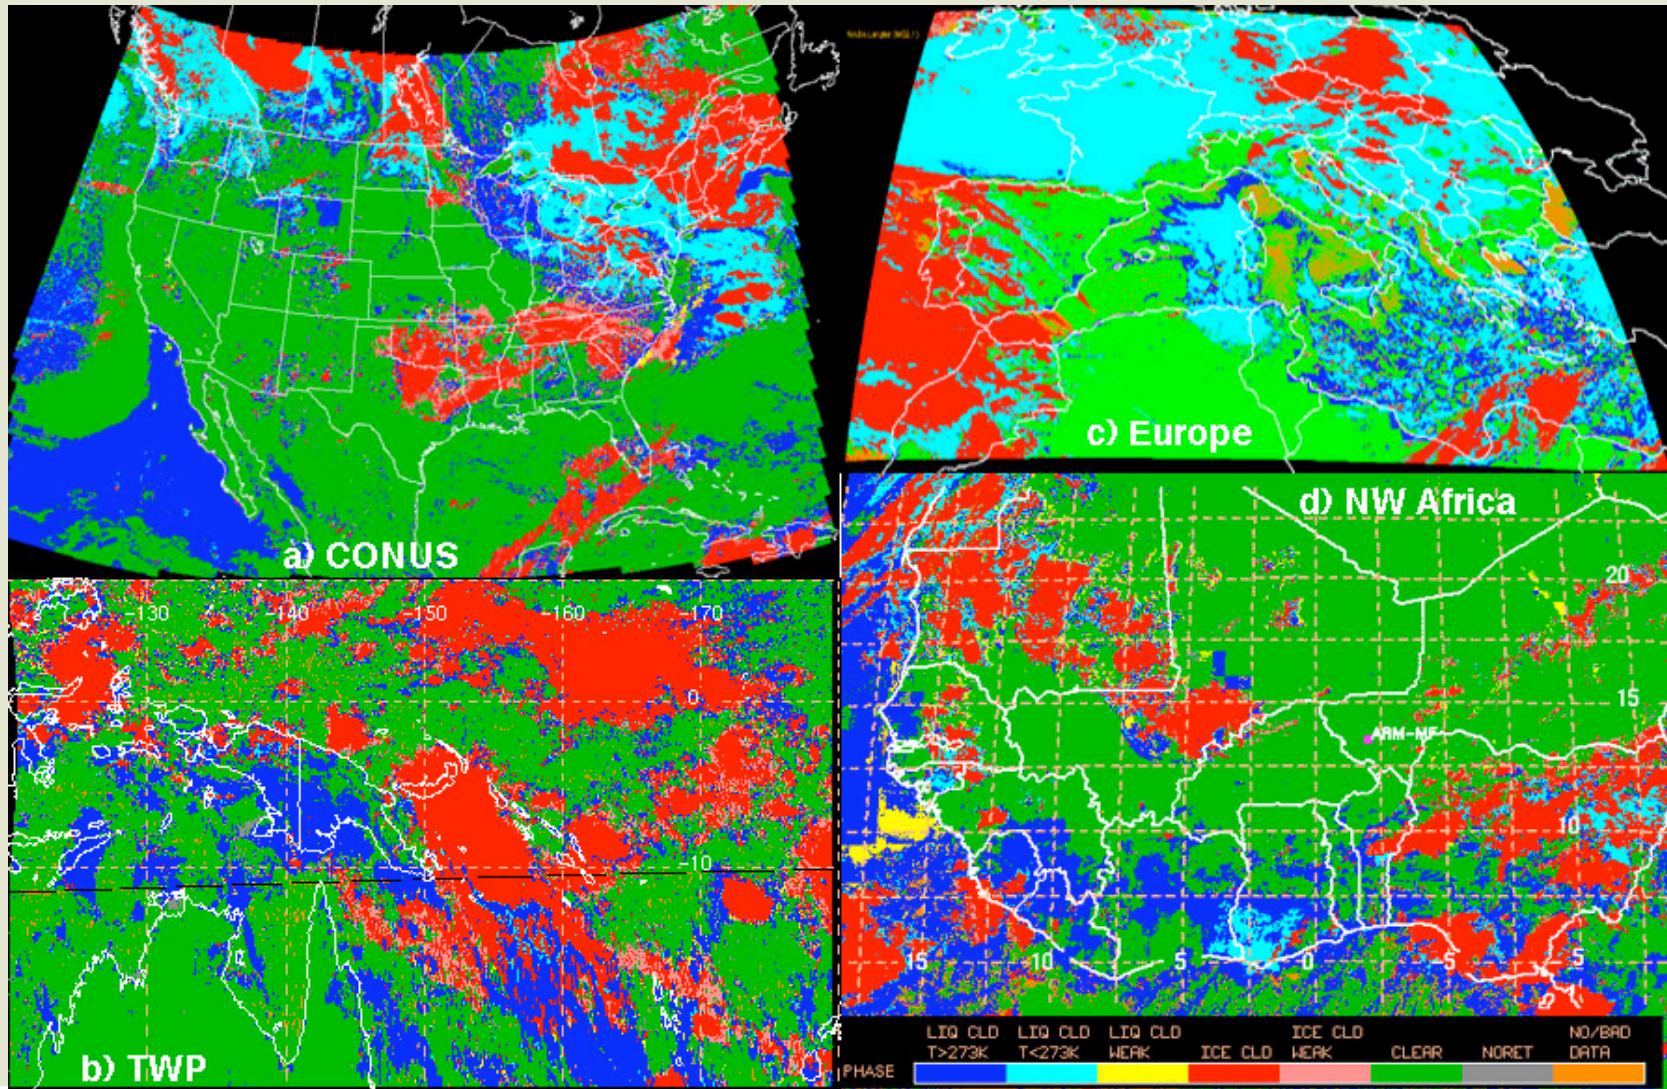 a) CONUS
c) Europe
d) NW Africa
20
15
ARM-MF
10
15 10 5 0 -5 5
-130 -140 -150 -160 -170
0
-10
b) TWP
LIQ CLD LIQ CLD LIQ CLD ICE CLD NO/BAD
T>273K T<273K WEAK ICE CLD WEAK CLEAR NORET DATA
PHASE